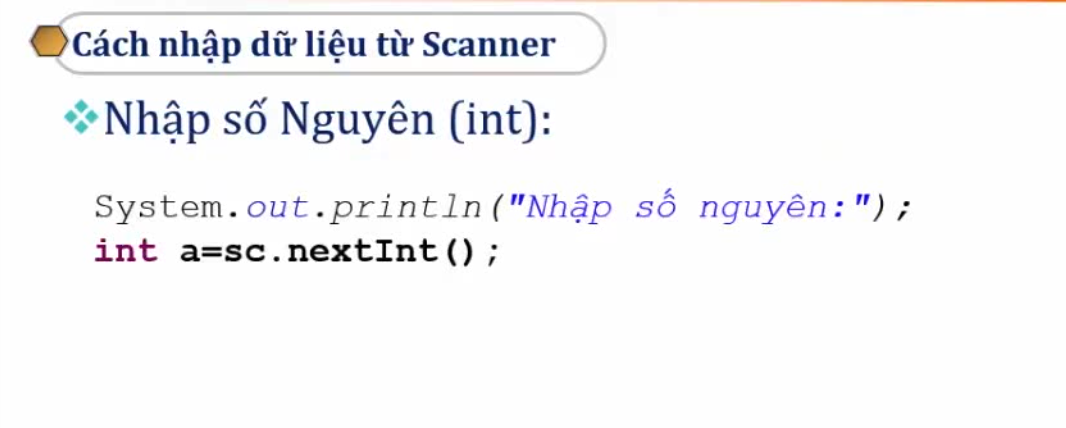 Cách nhập dữ liệu từ Scanner
Nhập số Nguyên (int):
System.out.println("Nhập số nguyên:");
int a=sc.nextInt();